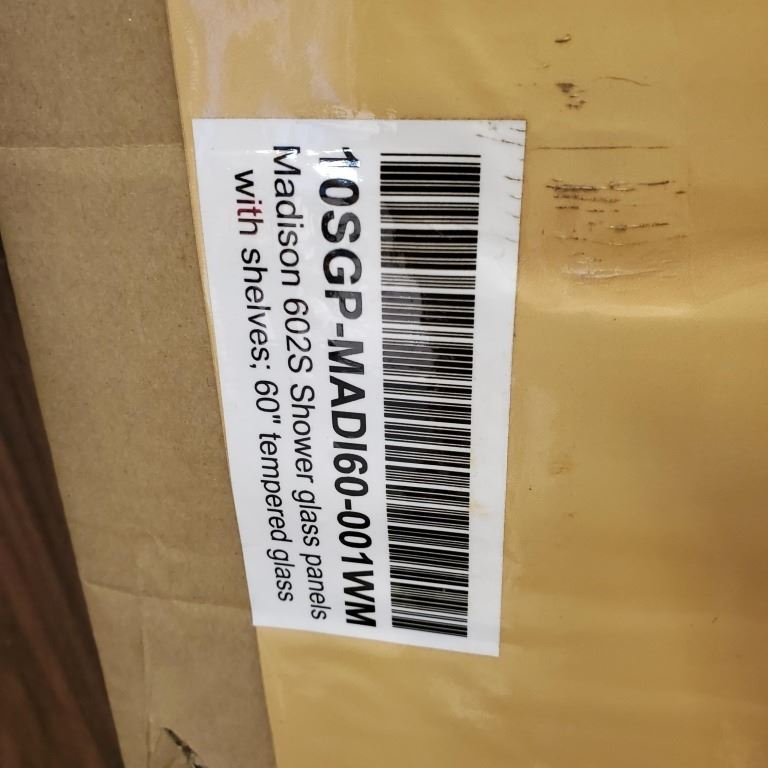 10SGP-MADI60-001WM
Madison 602S Shower glass panels
with shelves; 60" tempered glass